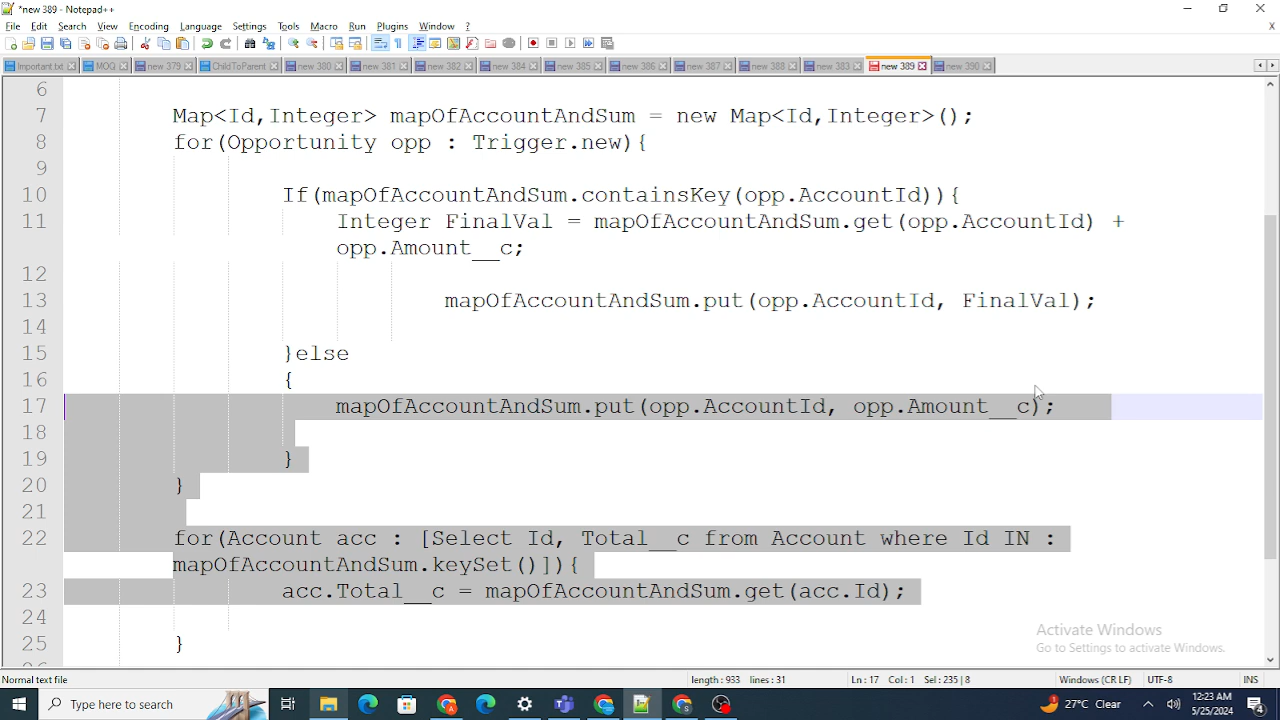 *new 389 - Notepad++
File Edit Search View Encoding Language Settings Tools Macro Run Plugins Window ?
Important.txt MOQ new 379 ChildToParent new 380 new 381 new 382 new 384 new 385 new 386 new 387 new 388 new 383 new 389 new 390
6
7 Map<Id,Integer> mapOfAccountAndSum = new Map<Id,Integer>();
8 for(Opportunity opp : Trigger.new){
9
10 If(mapOfAccountAndSum.containsKey(opp.AccountId)){
11 Integer FinalVal = mapOfAccountAndSum.get(opp.AccountId) +
opp.Amount__c;
12
13 mapOfAccountAndSum.put(opp.AccountId, FinalVal);
14
15 }else
16 {
17 mapOfAccountAndSum.put(opp.AccountId, opp.Amount__c);
18
19 }
20 }
21
22 for(Account acc : [Select Id, Total__c from Account where Id IN :
mapOfAccountAndSum.keySet()]){
23 acc.Total__c = mapOfAccountAndSum.get(acc.Id);
24
25 }
Activate Windows
Go to Settings to activate Windows.
Normal text file length : 933 lines : 31 Ln : 17 Col : 1 Sel : 235 | 8 Windows (CR LF) UTF-8 INS
Type here to search 27°C Clear 12:23 AM
5/25/2024